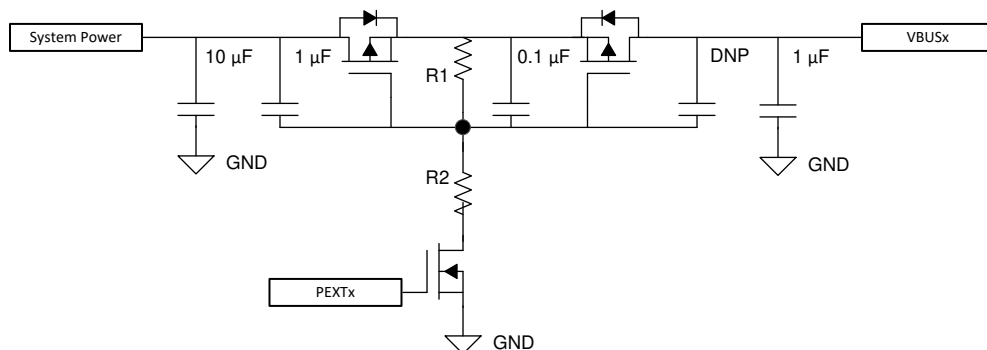 System Power
10 µF
1 µF
R1
0.1 µF
DNP
1 µF
VBUSx
GND
GND
R2
PEXTx
GND